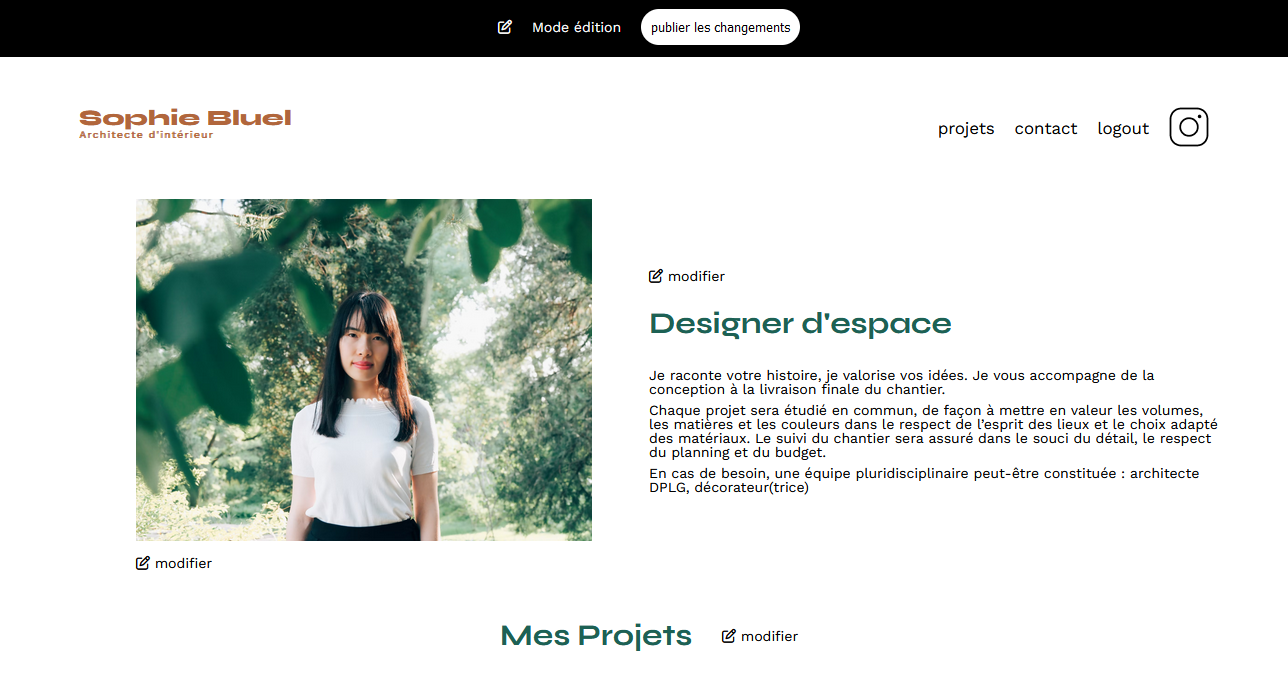 Mode édition
publier les changements
Sophie Bluel
Architecte d'intérieur
projets
contact
logout
modifier
Designer d'espace
Je raconte votre histoire, je valorise vos idées. Je vous accompagne de la
conception à la livraison finale du chantier.
Chaque projet sera étudié en commun, de façon à mettre en valeur les volumes,
les matières et les couleurs dans le respect de l’esprit des lieux et le choix adapté
des matériaux. Le suivi du chantier sera assuré dans le souci du détail, le respect
du planning et du budget.
En cas de besoin, une équipe pluridisciplinaire peut-être constituée : architecte
DPLG, décorateur(trice)
modifier
Mes Projets
modifier